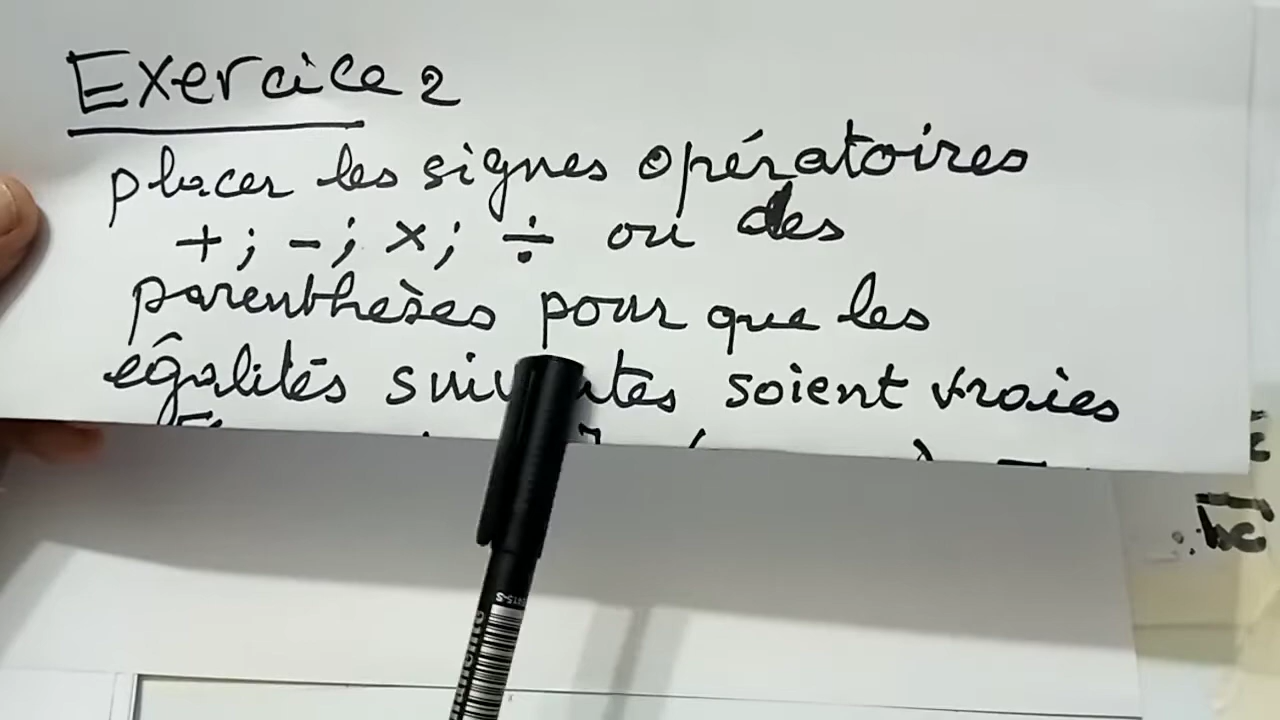 Exercice 2
placer les signes opératoires
+ ; - ; × ; ÷ ou des
parenthèses pour que les
égalités soient vraies